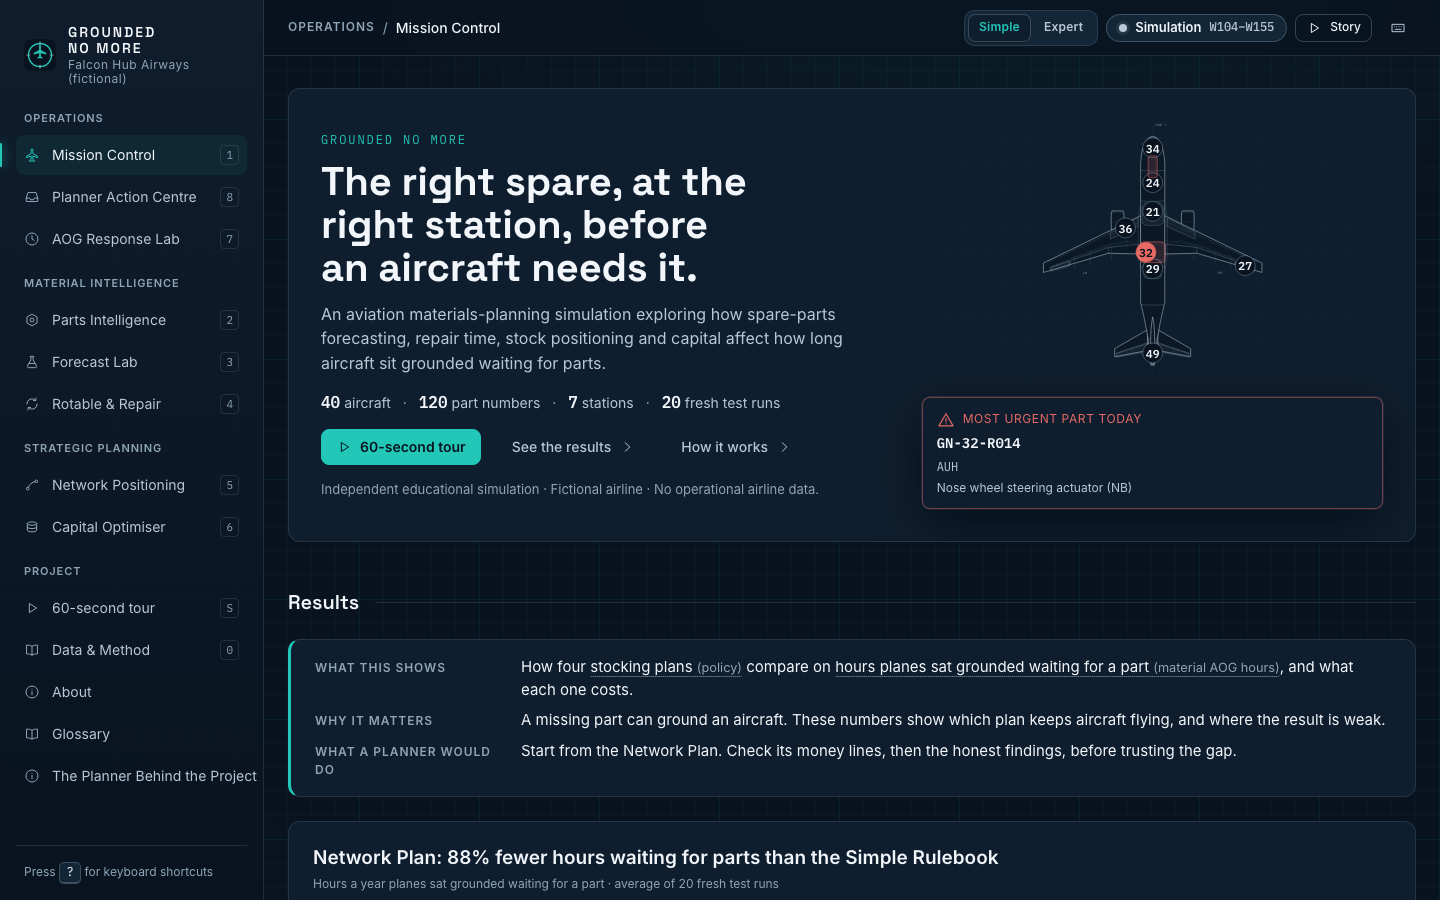 GROUNDED
NO MORE
Falcon Hub Airways
(fictional)
OPERATIONS
Mission Control 1
Planner Action Centre 8
AOG Response Lab 7
MATERIAL INTELLIGENCE
Parts Intelligence 2
Forecast Lab 3
Rotable & Repair 4
STRATEGIC PLANNING
Network Positioning 5
Capital Optimiser 6
PROJECT
60-second tour S
Data & Method 0
About
Glossary
The Planner Behind the Project
Press ? for keyboard shortcuts
OPERATIONS / Mission Control
Simple Expert Simulation W104–W155 Story
GROUNDED NO MORE
The right spare, at the
right station, before
an aircraft needs it.
An aviation materials-planning simulation exploring how spare-parts
forecasting, repair time, stock positioning and capital affect how long
aircraft sit grounded waiting for parts.
40 aircraft · 120 part numbers · 7 stations · 20 fresh test runs
60-second tour See the results How it works
Independent educational simulation · Fictional airline · No operational airline data.
34
24
21
36
32
29
27
49
MOST URGENT PART TODAY
GN-32-R014
AUH
Nose wheel steering actuator (NB)
Results
WHAT THIS SHOWS
How four stocking plans (policy) compare on hours planes sat grounded waiting for a part (material AOG hours), and what
each one costs.
WHY IT MATTERS
A missing part can ground an aircraft. These numbers show which plan keeps aircraft flying, and where the result is weak.
WHAT A PLANNER WOULD
DO
Start from the Network Plan. Check its money lines, then the honest findings, before trusting the gap.
Network Plan: 88% fewer hours waiting for parts than the Simple Rulebook
Hours a year planes sat grounded waiting for a part · average of 20 fresh test runs